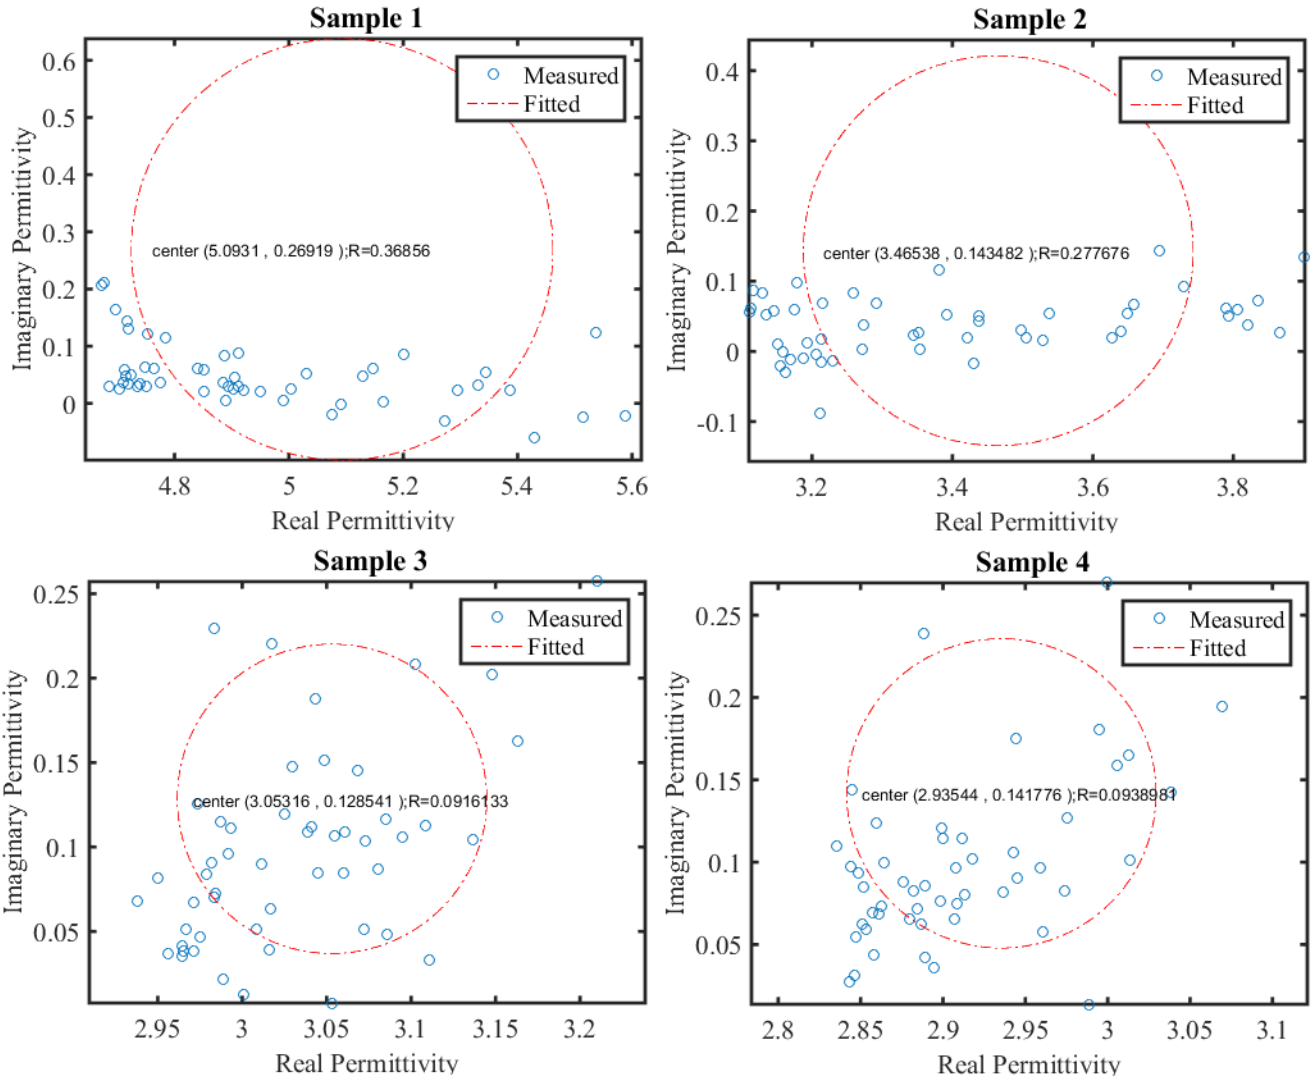 Sample 1
Imaginary Permittivity
0.6
0.5
0.4
0.3
0.2
0.1
0
Measured
Fitted
center (5.0931 , 0.26919 );R=0.36856
4.8
5
5.2
5.4
5.6
Real Permittivity
Sample 2
Imaginary Permittivity
0.4
0.3
0.2
0.1
0
-0.1
Measured
Fitted
center (3.46538 , 0.143482 );R=0.277676
3.2
3.4
3.6
3.8
Real Permittivity
Sample 3
Imaginary Permittivity
0.25
0.2
0.15
0.1
0.05
Measured
Fitted
center (3.05316 , 0.128541 );R=0.0916133
2.95
3
3.05
3.1
3.15
3.2
Real Permittivity
Sample 4
Imaginary Permittivity
0.25
0.2
0.15
0.1
0.05
Measured
Fitted
center (2.93544 , 0.141776 );R=0.0938981
2.8
2.85
2.9
2.95
3
3.05
3.1
Real Permittivity